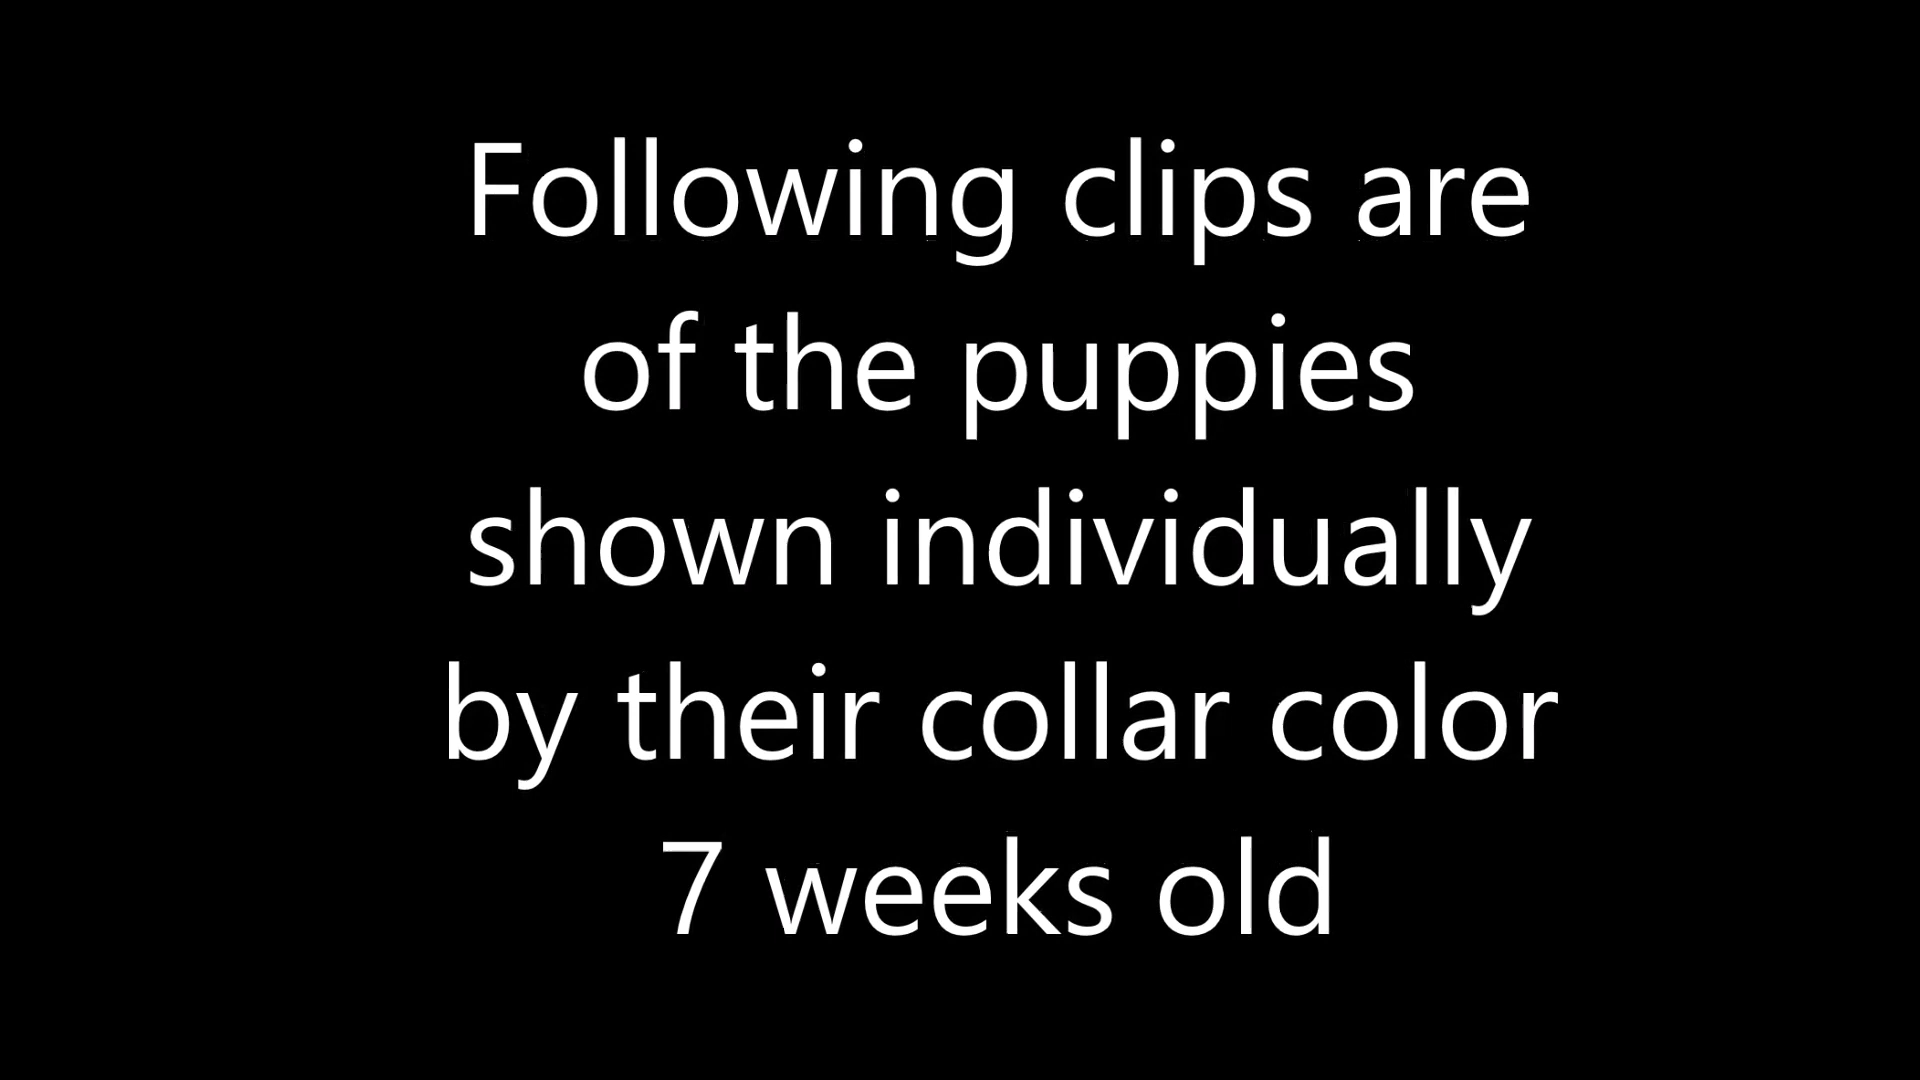 Following clips are
of the puppies
shown individually
by their collar color
7 weeks old